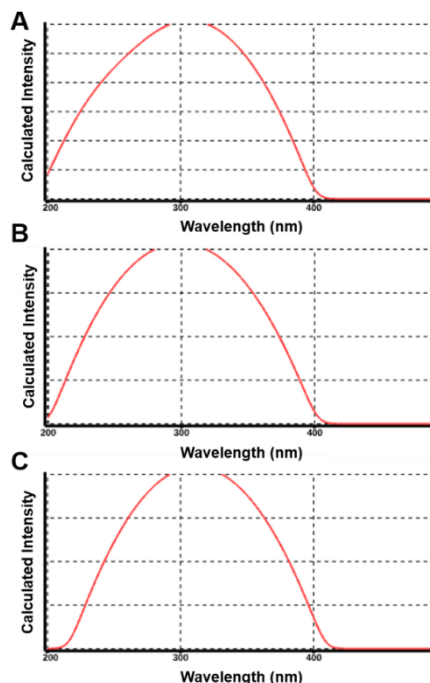 A
Calculated Intensity
200 300 400
Wavelength (nm)
B
Calculated Intensity
200 300 400
Wavelength (nm)
C
Calculated Intensity
200 300 400
Wavelength (nm)